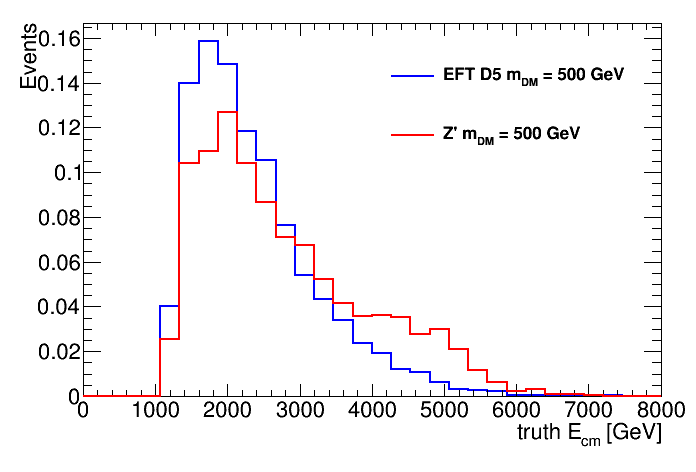 Events
0.16
0.14
0.12
0.1
0.08
0.06
0.04
0.02
0
EFT D5 m_DM = 500 GeV
Z' m_DM = 500 GeV
0 1000 2000 3000 4000 5000 6000 7000 8000
truth E_cm [GeV]